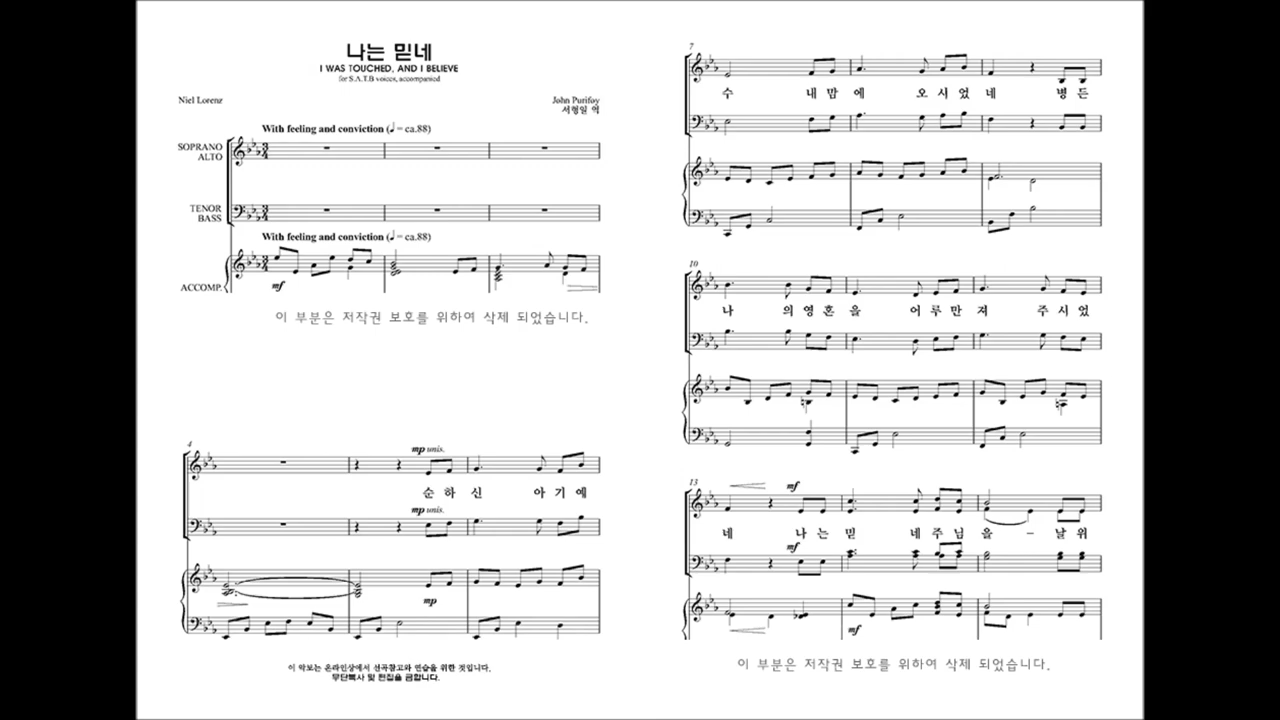 나는 믿네
I WAS TOUCHED, AND I BELIEVE
for S.A.T.B voices, accompanied
Niel Lorenz
John Purifoy
서형일 역
With feeling and conviction (♩ = ca.88)
SOPRANO
ALTO
TENOR
BASS
With feeling and conviction (♩ = ca.88)
ACCOMP.
mf
이 부분은 저작권 보호를 위하여 삭제 되었습니다.
4
mp unis.
순 하 신 아 기 예
mp unis.
mp
이 악보는 온라인상에서 선곡참고와 연습을 위한 것입니다.
무단복사 및 편집을 금합니다.
7
수 내 맘 에 오 시 었 네 병 든
10
나 의 영 혼 을 어 루 만 져 주 시 었
13
mf
네 나 는 믿 네 주 님 을 – 날 위
mf
mf
이 부분은 저작권 보호를 위하여 삭제 되었습니다.